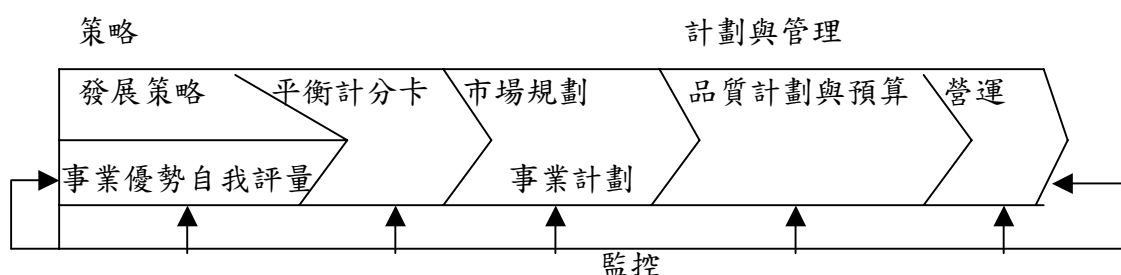 策略 計劃與管理
發展策略 平衡計分卡 市場規劃 品質計劃與預算 營運
事業優勢自我評量 事業計劃
監控